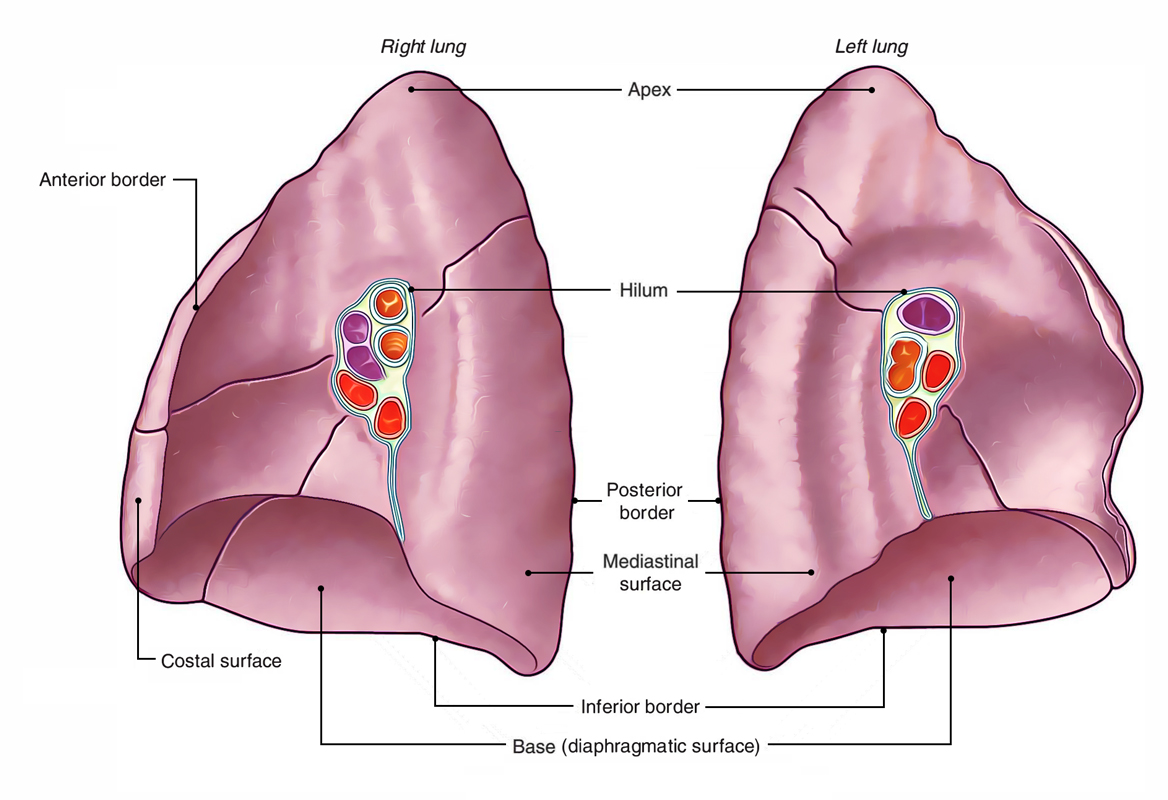 Right lung
Left lung
Apex
Anterior border
Hilum
Posterior
border
Mediastinal
surface
Costal surface
Inferior border
Base (diaphragmatic surface)